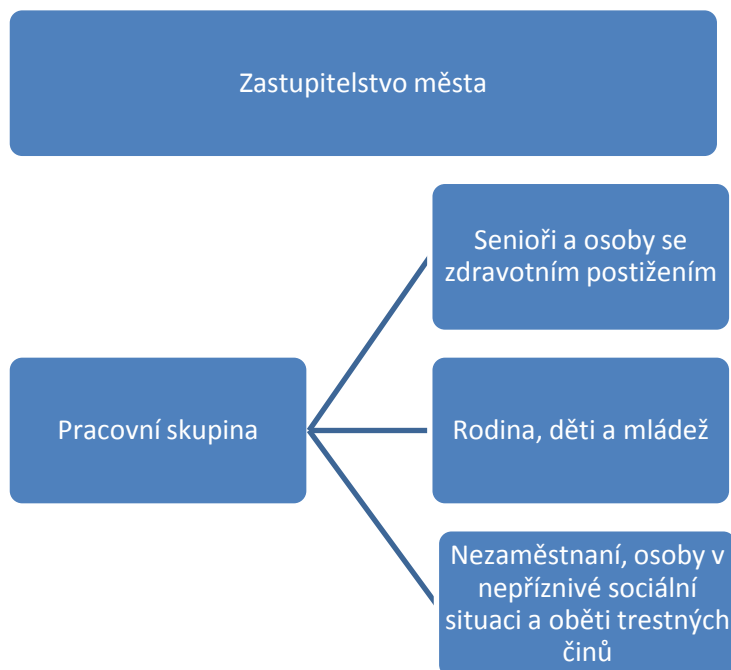 Zastupitelstvo města
Senioři a osoby se
zdravotním postižením
Pracovní skupina
Rodina, děti a mládež
Nezaměstnaní, osoby v
nepříznivé sociální
situaci a oběti trestných
činů